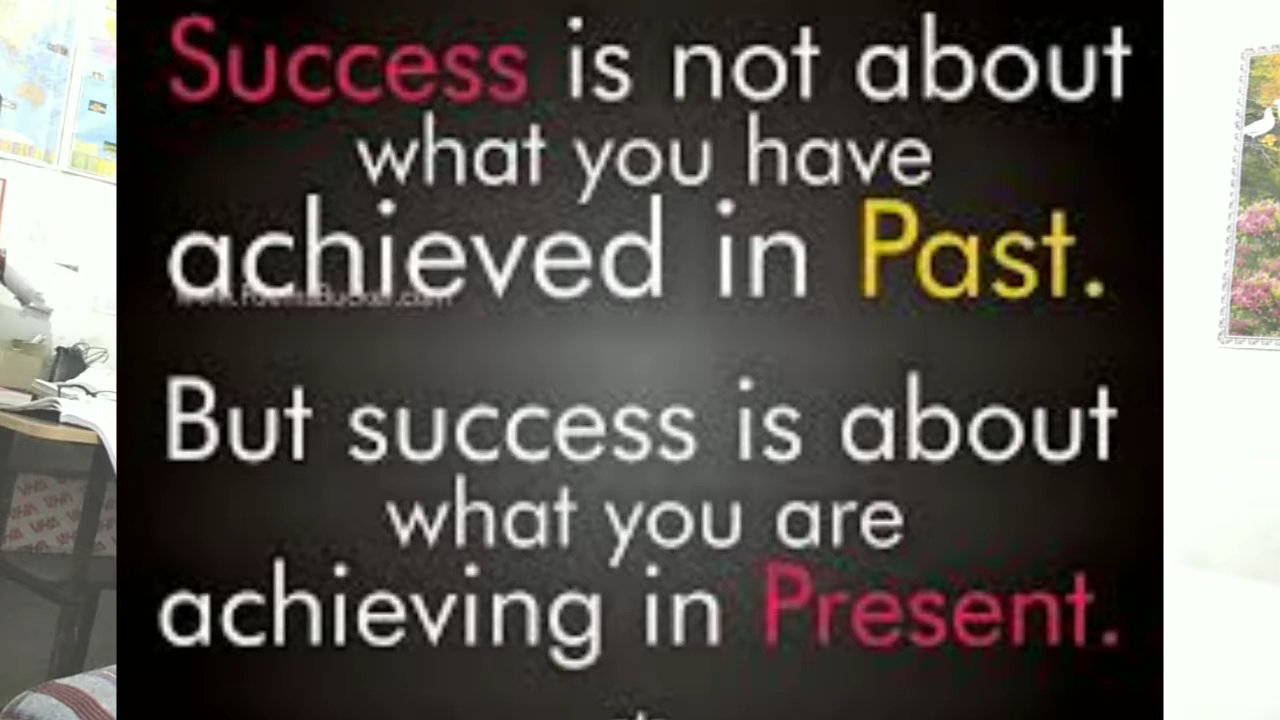 Success is not about
what you have
achieved in Past.
But success is about
what you are
achieving in Present.